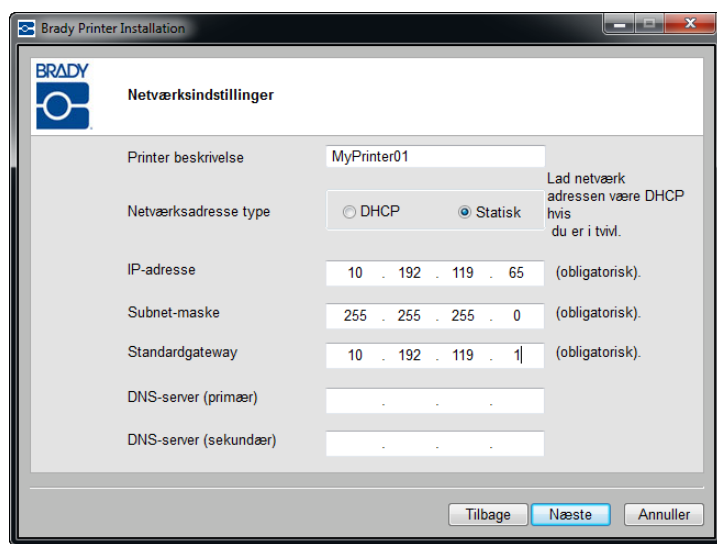 Brady Printer Installation
BRADY
Netværksindstillinger
Printer beskrivelse MyPrinter01
Netværksadresse type DHCP Statisk
Lad netværk
adressen være DHCP
hvis
du er i tvivl.
IP-adresse 10 . 192 . 119 . 65 (obligatorisk).
Subnet-maske 255 . 255 . 255 . 0 (obligatorisk).
Standardgateway 10 . 192 . 119 . 1 (obligatorisk).
DNS-server (primær) . . .
DNS-server (sekundær) . . .
Tilbage Næste Annuller